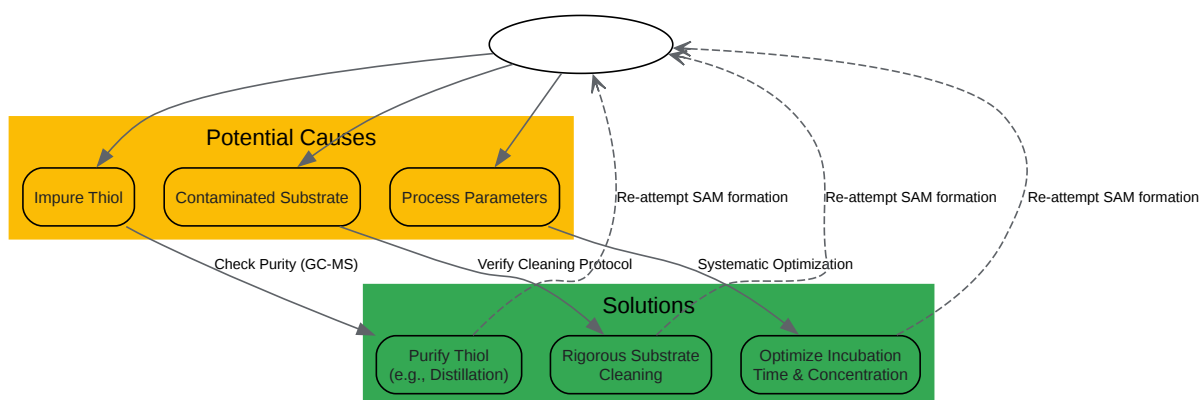 Potential Causes
Impure Thiol
Contaminated Substrate
Process Parameters
Re-attempt SAM formation
Re-attempt SAM formation
Re-attempt SAM formation
Check Purity (GC-MS)
Verify Cleaning Protocol
Systematic Optimization
Solutions
Purify Thiol
(e.g., Distillation)
Rigorous Substrate
Cleaning
Optimize Incubation
Time & Concentration